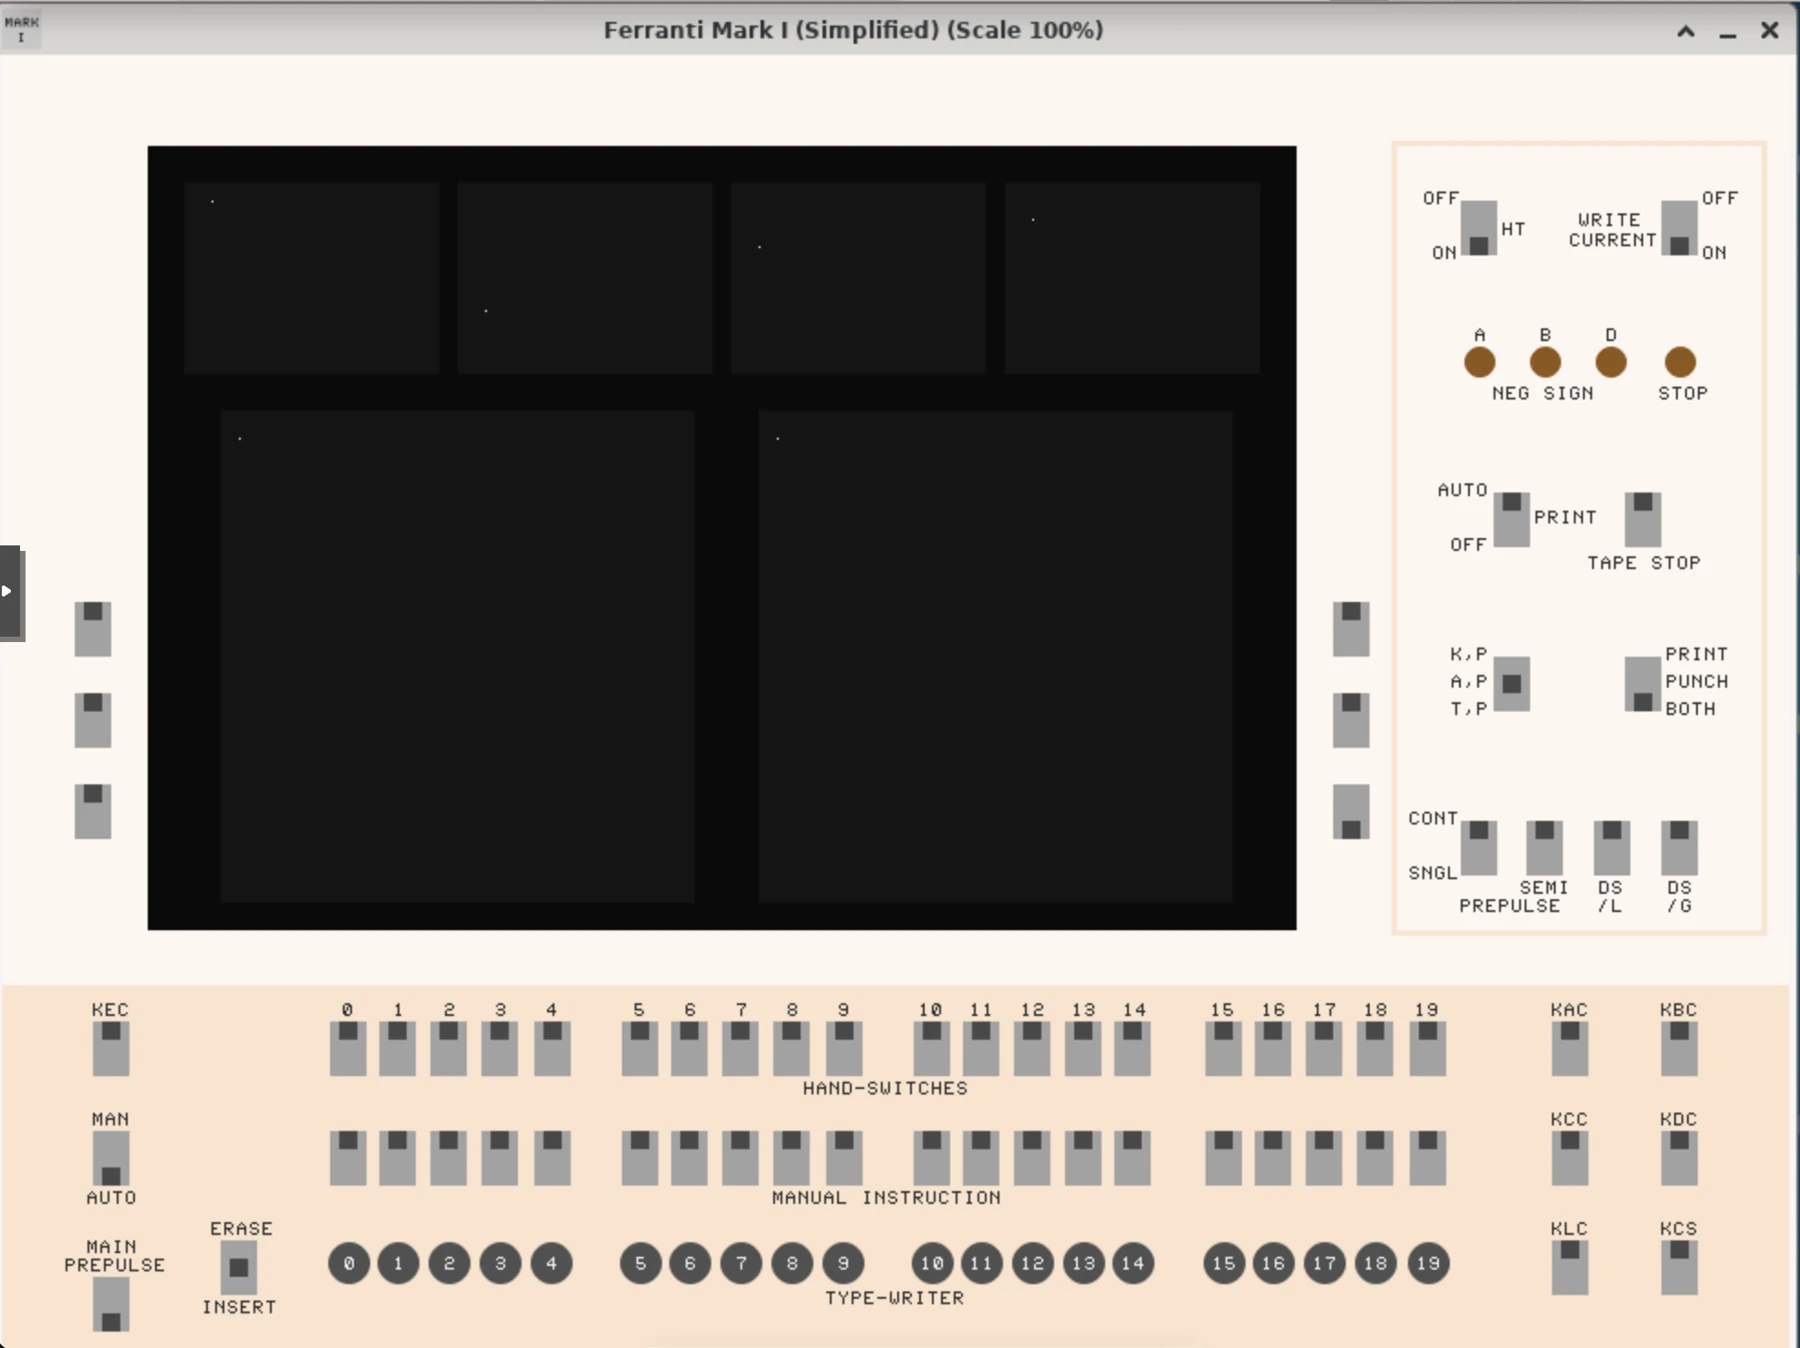 MARK
I
Ferranti Mark I (Simplified) (Scale 100%)
OFF
HT
ON
WRITE
CURRENT
OFF
ON
A B D
NEG SIGN
STOP
AUTO
PRINT
OFF
TAPE STOP
K,P
A,P
T,P
PRINT
PUNCH
BOTH
CONT
SNGL
SEMI
PREPULSE
DS
/L
DS
/G
KEC
0 1 2 3 4 5 6 7 8 9 10 11 12 13 14 15 16 17 18 19
KAC KBC
HAND-SWITCHES
MAN
AUTO
MANUAL INSTRUCTION
KCC KDC
MAIN
PREPULSE
ERASE
INSERT
0 1 2 3 4 5 6 7 8 9 10 11 12 13 14 15 16 17 18 19
TYPE-WRITER
KLC KCS